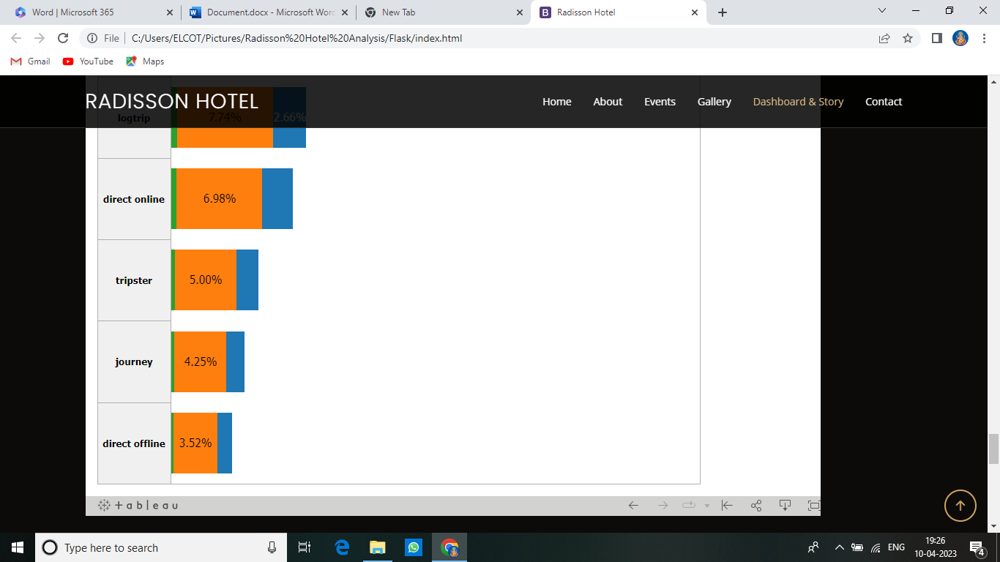 Word | Microsoft 365
Document.docx - Microsoft Word
New Tab
Radisson Hotel
File
C:/Users/ELCOT/Pictures/Radisson%20Hotel%20Analysis/Flask/index.html
Gmail
YouTube
Maps
RADISSON HOTEL
Home
About
Events
Gallery
Dashboard & Story
Contact
logtrip
7.74%
2.66%
direct online
6.98%
tripster
5.00%
journey
4.25%
direct offline
3.52%
+ableau
Type here to search
ENG
19:26
10-04-2023
4